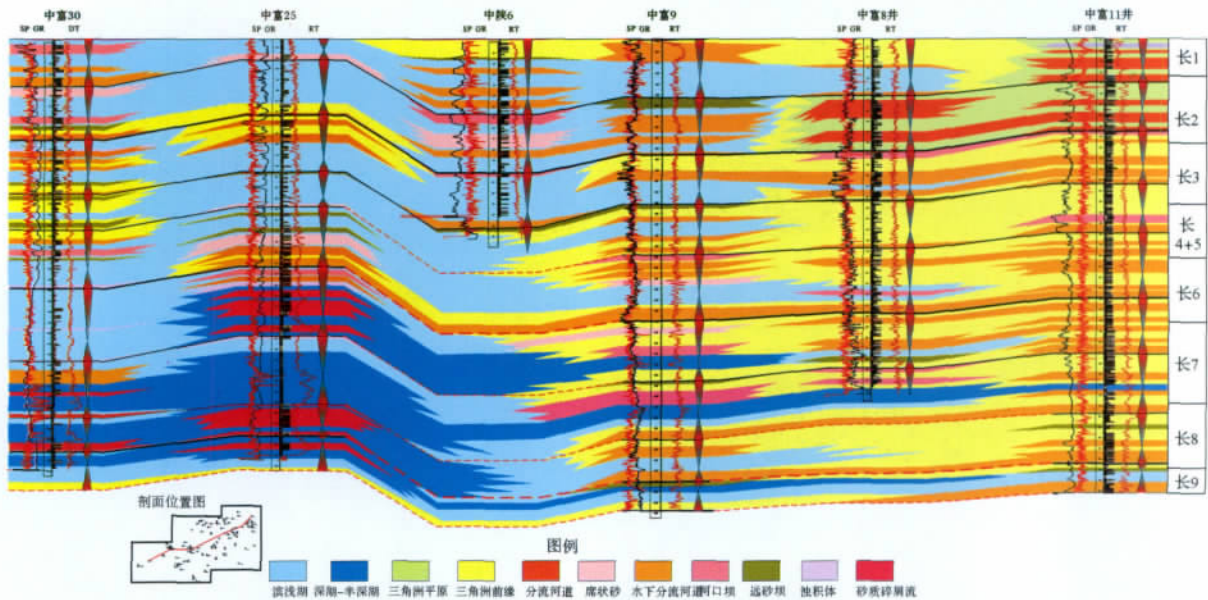 中富30 中富25 中陕6 中富9 中富8井 中富11井
SP GR DT SP GR RT SP GR RT SP GR RT SP GR RT SP GR RT
长1
长2
长3
长
4+5
长6
长7
长8
长9
剖面位置图
图例
滨浅湖 深湖-半深湖 三角洲平原 三角洲前缘 分流河道 席状砂 水下分流河道 河口坝 远砂坝 浊积体 砂质碎屑流